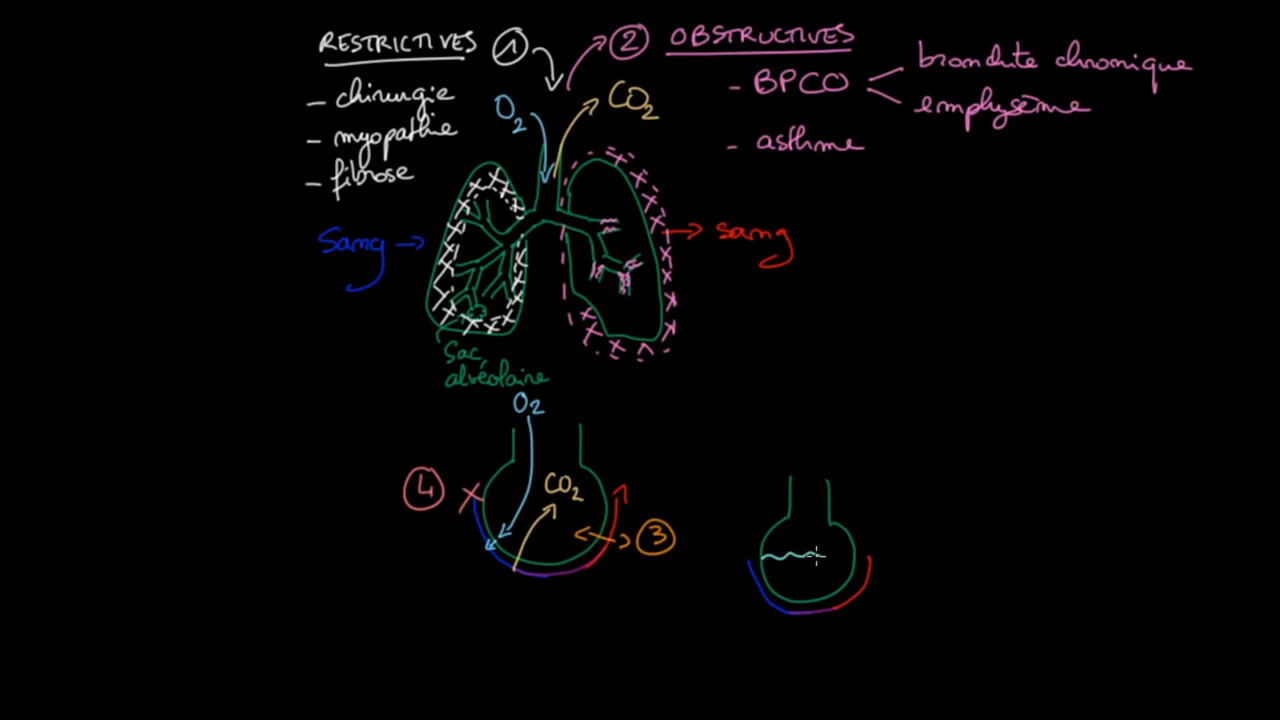 RESTRICTIVES 1
- chirurgie
- myopathie
- fibrose
2 OBSTRUCTIVES
- BPCO
bronchite chronique
emphysème
- asthme
O2
CO2
Sang
sang
Sac
alvéolaire
O2
CO2
4
3